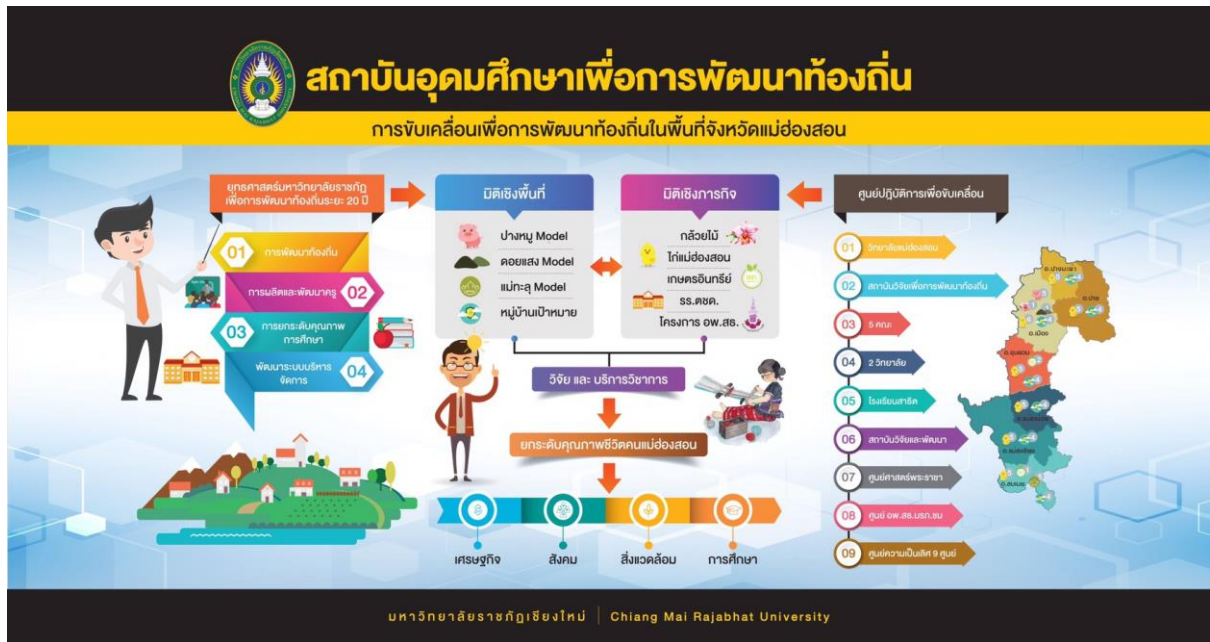 สถาบันอุดมศึกษาเพื่อการพัฒนาท้องถิ่น
การขับเคลื่อนเพื่อการพัฒนาท้องถิ่นในพื้นที่จังหวัดแม่ฮ่องสอน
ยุทธศาสตร์มหาวิทยาลัยราชภัฏ
เพื่อการพัฒนาท้องถิ่นระยะ 20 ปี
01 การพัฒนาท้องถิ่น
การผลิตและพัฒนาครู 02
03 การยกระดับคุณภาพ
การศึกษา
พัฒนาระบบบริหาร
จัดการ 04
มิติเชิงพื้นที่
ปางหมู Model
ดอยแสง Model
แม่ทะลุ Model
หมู่บ้านเป้าหมาย
มิติเชิงภารกิจ
กล้วยไม้
ไก่แม่ฮ่องสอน
เกษตรอินทรีย์
รร.ตชด.
โครงการ อพ.สธ.
วิจัย และ บริการวิชาการ
ยกระดับคุณภาพชีวิตคนแม่ฮ่องสอน
เศรษฐกิจ
สังคม
สิ่งแวดล้อม
การศึกษา
ศูนย์ปฎิบัติการเพื่อขับเคลื่อน
01 วิทยาลัยแม่ฮ่องสอน
02 สถาบันวิจัยเพื่อการพัฒนาท้องถิ่น
03 5 คณะ
04 2 วิทยาลัย
05 โรงเรียนสาธิต
06 สถาบันวิจัยและพัฒนา
07 ศูนย์ศาสตร์พระราชา
08 ศูนย์ อพ.สธ.มรภ.ชม
09 ศูนย์ความเป็นเลิศ 9 ศูนย์
อ.ปางมะผ้า
อ.ปาย
อ.เมือง
อ.ขุนยวม
อ.สบเมย
มหาวิทยาลัยราชภัฏเชียงใหม่ | Chiang Mai Rajabhat University